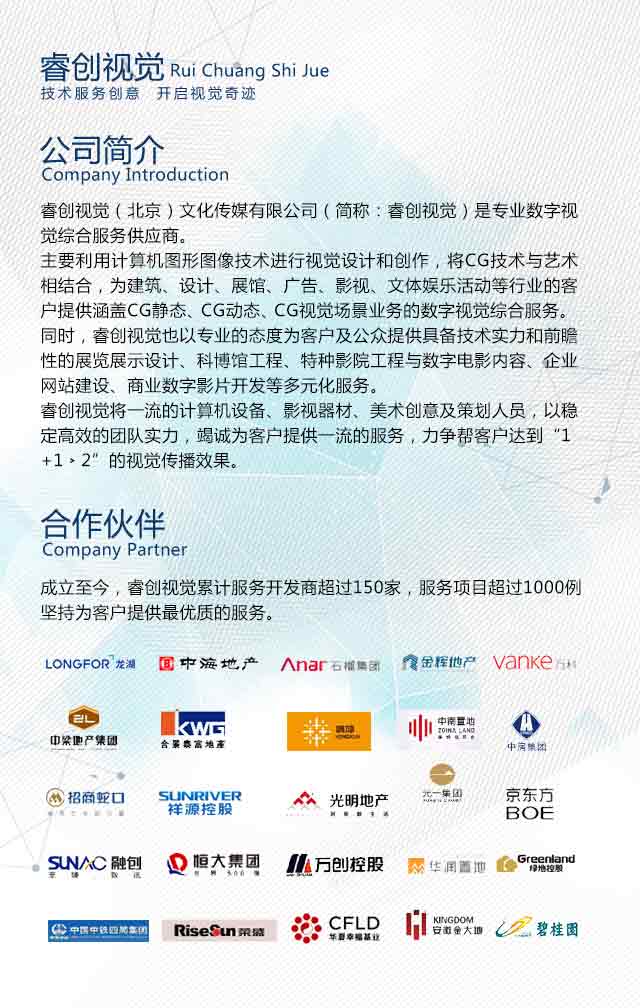 睿创视觉 Rui Chuang Shi Jue
技术服务创意 开启视觉奇迹
公司简介
Company Introduction
睿创视觉（北京）文化传媒有限公司（简称：睿创视觉）是专业数字视
觉综合服务供应商。
主要利用计算机图形图像技术进行视觉设计和创作，将CG技术与艺术
相结合，为建筑、设计、展馆、广告、影视、文体娱乐活动等行业的客
户提供涵盖CG静态、CG动态、CG视觉场景业务的数字视觉综合服务。
同时，睿创视觉也以专业的态度为客户及公众提供具备技术实力和前瞻
性的展览展示设计、科博馆工程、特种影院工程与数字电影内容、企业
网站建设、商业数字影片开发等多元化服务。
睿创视觉将一流的计算机设备、影视器材、美术创意及策划人员，以稳
定高效的团队实力，竭诚为客户提供一流的服务，力争帮客户达到“1
+1﹥2”的视觉传播效果。
合作伙伴
Company Partner
成立至今，睿创视觉累计服务开发商超过150家，服务项目超过1000例
坚持为客户提供最优质的服务。
LONGFOR 龙湖 中海地产 Anar 石榴集团 金辉地产 vanke 万科
中梁地产集团 KWG 合景泰富地產 中南置地 ZOINA LAND 中海集团
招商蛇口 SUNRIVER 祥源控股 光明地产 元一集团 京东方 BOE
SUNAC 融创 恒大集团 世界500强 万创控股 华润置地 Greenland 绿地控股
中国中铁四局集团 RiseSun 荣盛 CFLD 华夏幸福基业 KINGDOM 安徽金大地 碧桂園